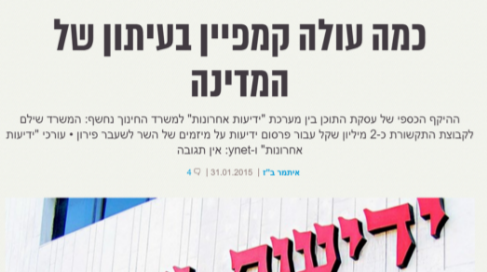 כמה עולה קמפיין בעיתון של
המדינה
ההיקף הכספי של עסקת התוכן בין מערכת "ידיעות אחרונות" למשרד החינוך נחשף: המשרד שילם
לקבוצת התקשורת כ-2 מיליון שקל עבור פרסום ידיעות על מיזמים של השר לשעבר פירון • עורכי "ידיעות
אחרונות" ו-ynet: אין תגובה
איתמר ב"ז | 31.01.2015 | 4
ידיעות